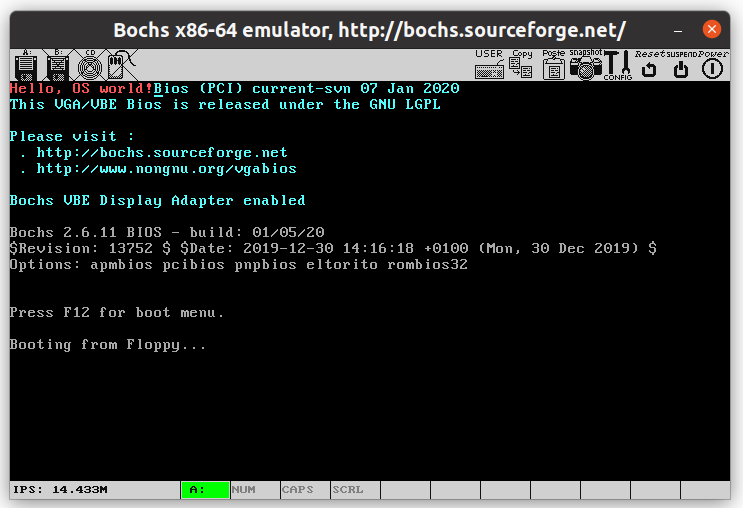 Bochs x86-64 emulator, http://bochs.sourceforge.net/
A: B: CD USER Copy Paste snapshot CONFIG Reset SUSPEND Power
Hello, OS world!Bios (PCI) current-svn 07 Jan 2020
This VGA/VBE Bios is released under the GNU LGPL
Please visit :
. http://bochs.sourceforge.net
. http://www.nongnu.org/vgabios
Bochs VBE Display Adapter enabled
Bochs 2.6.11 BIOS - build: 01/05/20
$Revision: 13752 $ $Date: 2019-12-30 14:16:18 +0100 (Mon, 30 Dec 2019) $
Options: apmbios pcibios pnpbios eltorito rombios32
Press F12 for boot menu.
Booting from Floppy...
IPS: 14.433M A: NUM CAPS SCRL